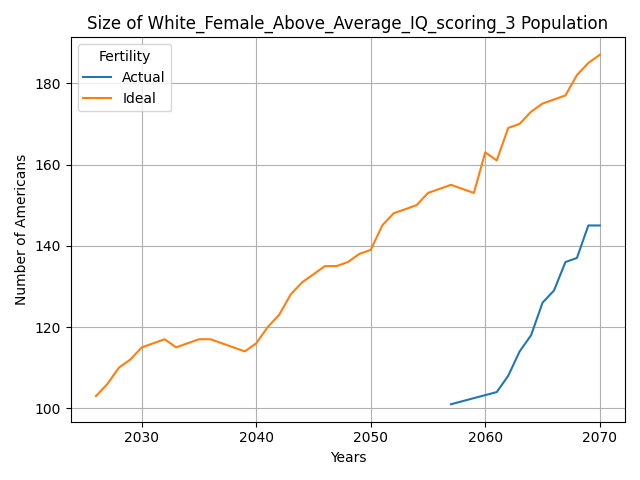 Size of White_Female_Above_Average_IQ_scoring_3 Population
Fertility
Actual
Ideal
Number of Americans
180
160
140
120
100
2030 2040 2050 2060 2070
Years